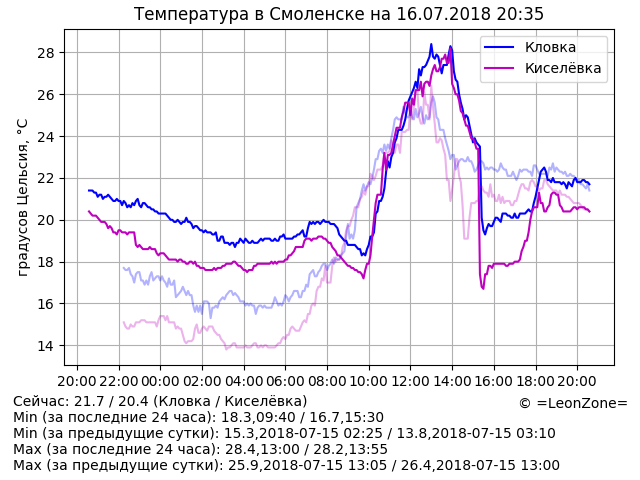 Температура в Смоленске на 16.07.2018 20:35
Кловка
Киселёвка
градусов Цельсия, °C
28
26
24
22
20
18
16
14
20:00 22:00 00:00 02:00 04:00 06:00 08:00 10:00 12:00 14:00 16:00 18:00 20:00
Сейчас: 21.7 / 20.4 (Кловка / Киселёвка)
© =LeonZone=
Min (за последние 24 часа): 18.3,09:40 / 16.7,15:30
Min (за предыдущие сутки): 15.3,2018-07-15 02:25 / 13.8,2018-07-15 03:10
Max (за последние 24 часа): 28.4,13:00 / 28.2,13:55
Max (за предыдущие сутки): 25.9,2018-07-15 13:05 / 26.4,2018-07-15 13:00